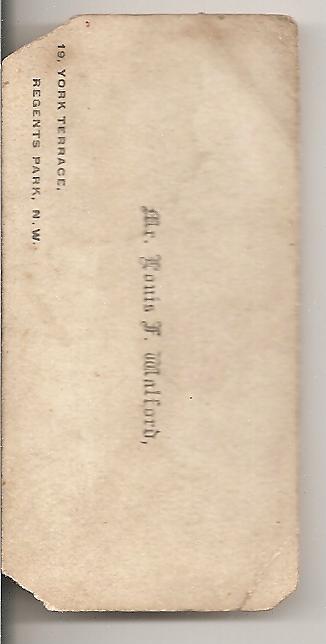 Mr. Louis F. Walford,
19, YORK TERRACE,
REGENTS PARK, N.W.